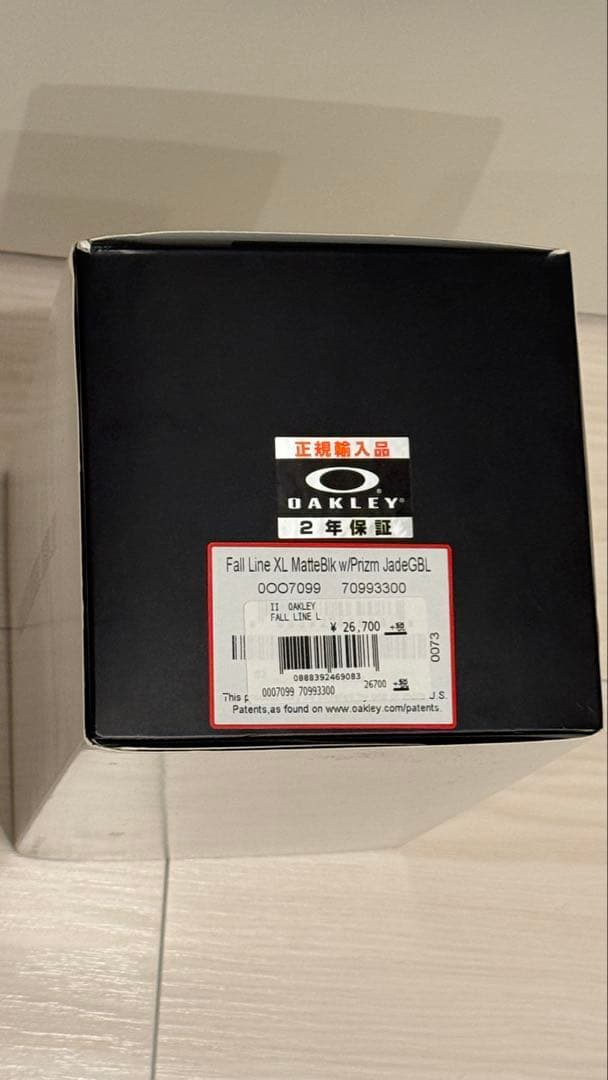 正規輸入品
OAKLEY
2年保証
Fall Line XL MatteBlk w/Prizm JadeGBL
0OO7099 70993300
II OAKLEY
FALL LINE L
¥ 26,700 +税
0888392469083
0007099 70993300
26700 +税
0073
This
U.S.
Patents,as found on www.oakley.com/patents.